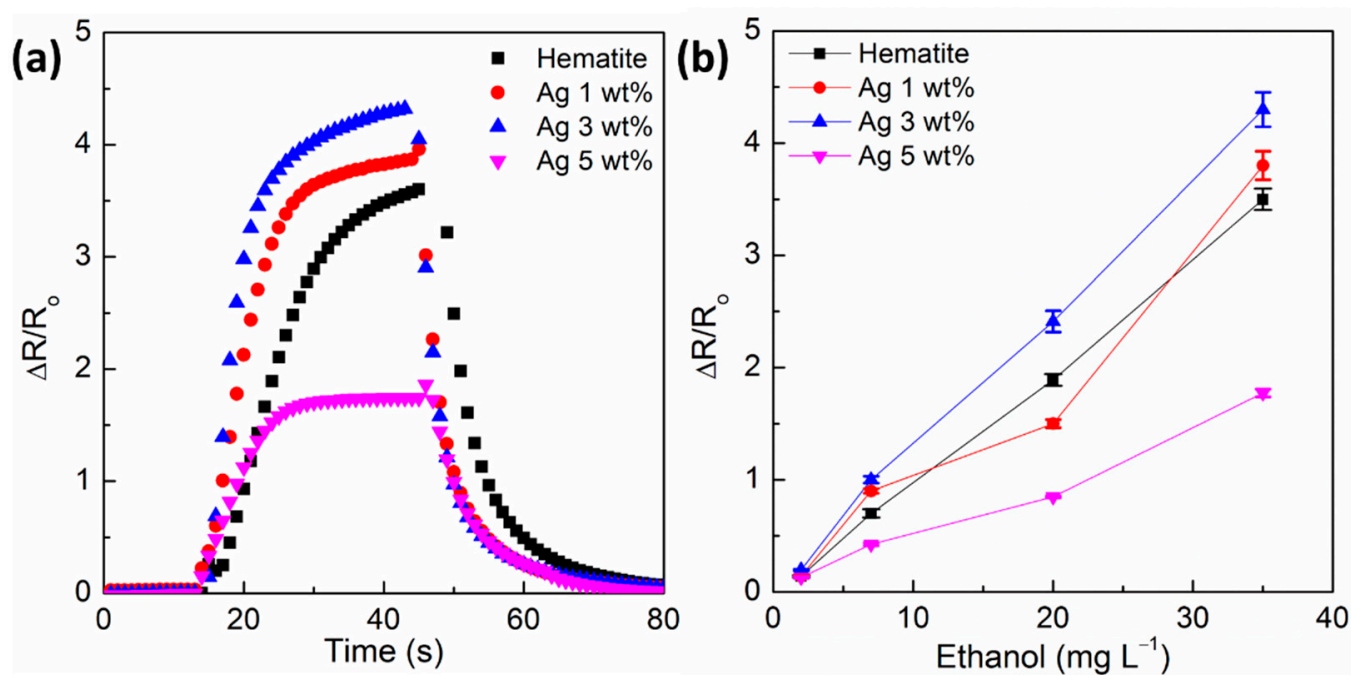 (a)
5
4
3
2
1
0
ΔR/Ro
Hematite
Ag 1 wt%
Ag 3 wt%
Ag 5 wt%
0 20 40 60 80
Time (s)
(b)
5
4
3
2
1
0
ΔR/Ro
Hematite
Ag 1 wt%
Ag 3 wt%
Ag 5 wt%
0 10 20 30 40
Ethanol (mg L⁻¹)